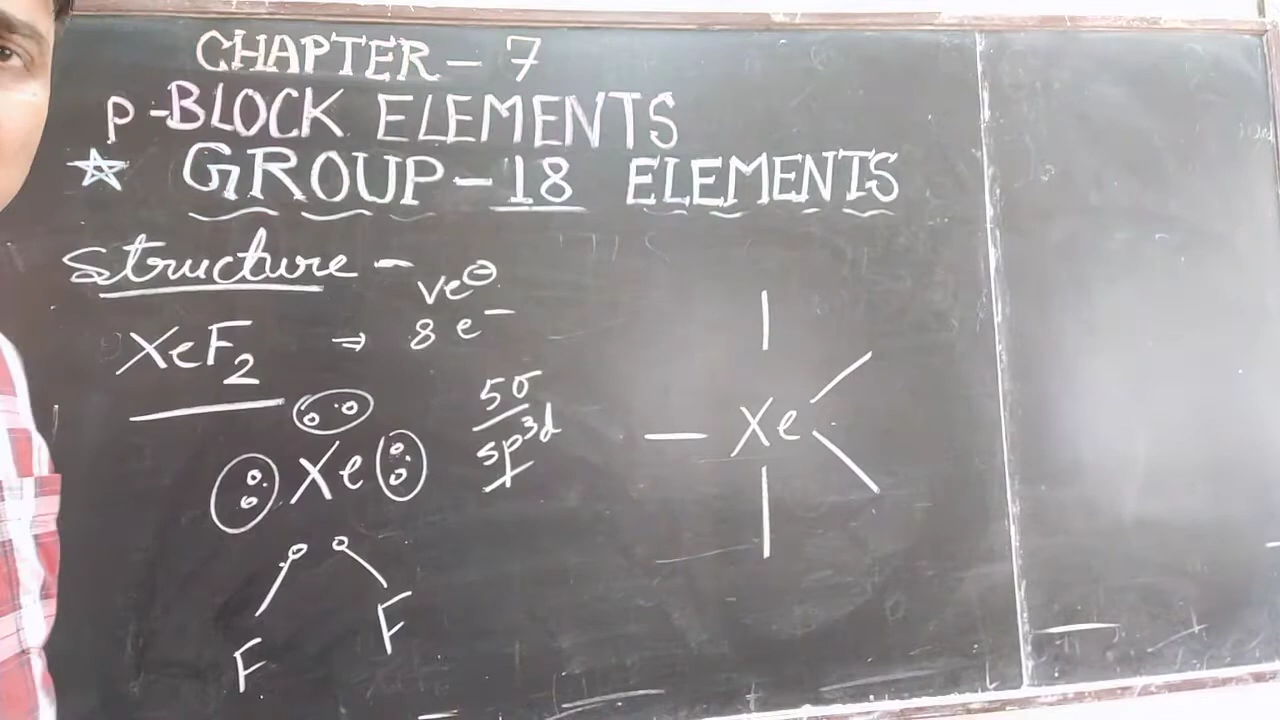 CHAPTER - 7
p-BLOCK ELEMENTS
☆ GROUP-18 ELEMENTS
Structure -
XeF₂ ⇒ ve⊖
8 e⁻
5σ
sp³d
Xe
F F
Xe